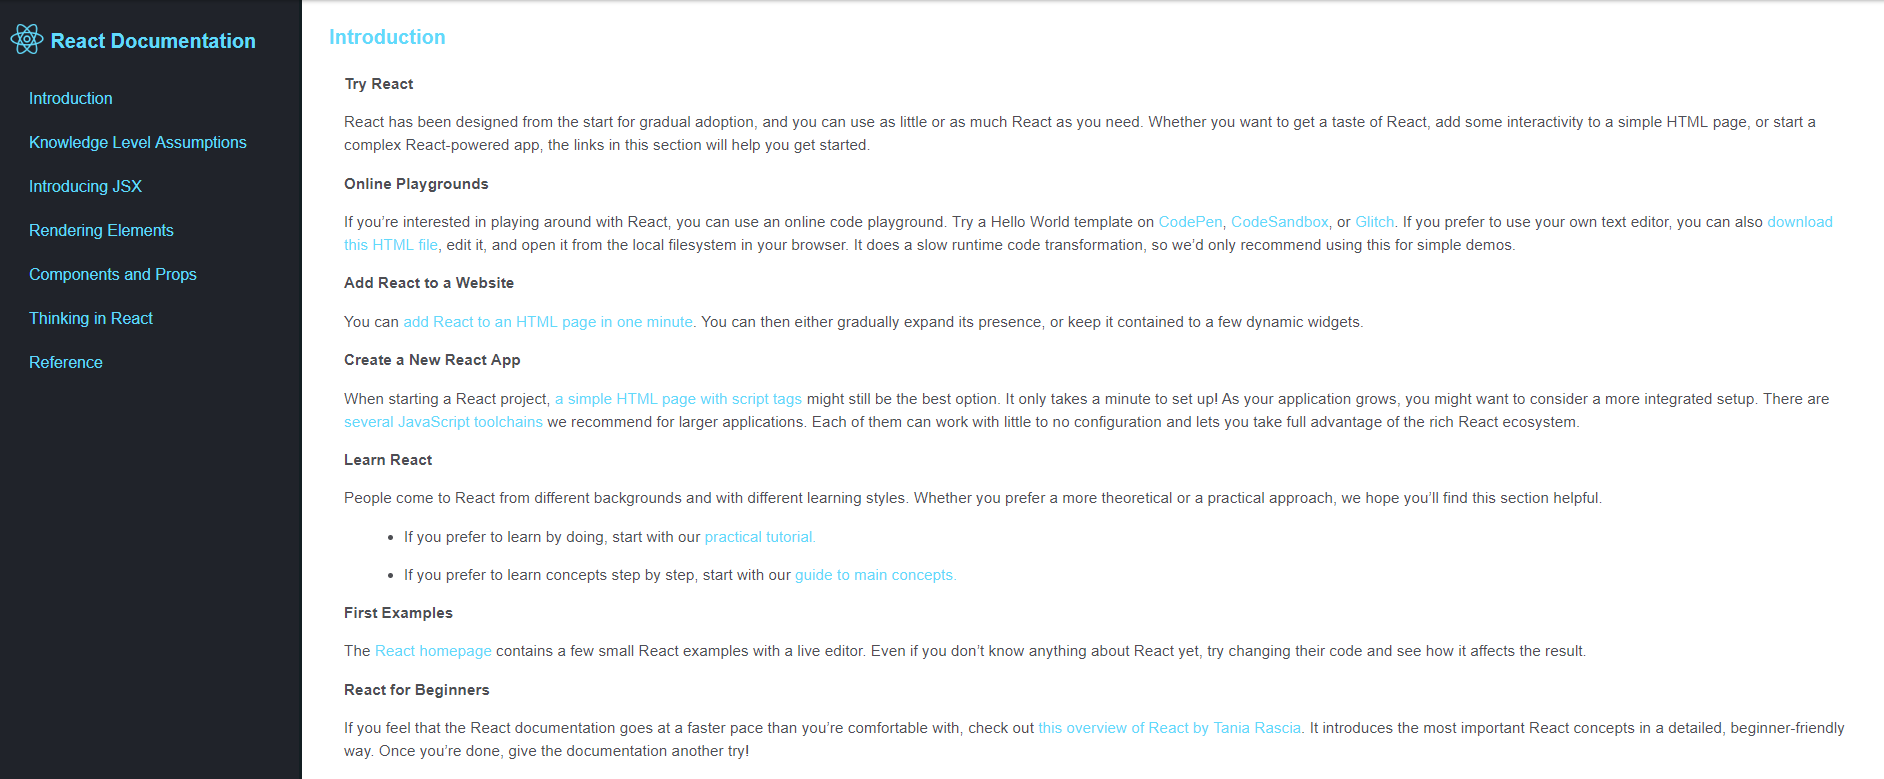 React Documentation
Introduction
Knowledge Level Assumptions
Introducing JSX
Rendering Elements
Components and Props
Thinking in React
Reference
Introduction
Try React
React has been designed from the start for gradual adoption, and you can use as little or as much React as you need. Whether you want to get a taste of React, add some interactivity to a simple HTML page, or start a
complex React-powered app, the links in this section will help you get started.
Online Playgrounds
If you’re interested in playing around with React, you can use an online code playground. Try a Hello World template on CodePen, CodeSandbox, or Glitch. If you prefer to use your own text editor, you can also download
this HTML file, edit it, and open it from the local filesystem in your browser. It does a slow runtime code transformation, so we’d only recommend using this for simple demos.
Add React to a Website
You can add React to an HTML page in one minute. You can then either gradually expand its presence, or keep it contained to a few dynamic widgets.
Create a New React App
When starting a React project, a simple HTML page with script tags might still be the best option. It only takes a minute to set up! As your application grows, you might want to consider a more integrated setup. There are
several JavaScript toolchains we recommend for larger applications. Each of them can work with little to no configuration and lets you take full advantage of the rich React ecosystem.
Learn React
People come to React from different backgrounds and with different learning styles. Whether you prefer a more theoretical or a practical approach, we hope you’ll find this section helpful.
• If you prefer to learn by doing, start with our practical tutorial.
• If you prefer to learn concepts step by step, start with our guide to main concepts.
First Examples
The React homepage contains a few small React examples with a live editor. Even if you don’t know anything about React yet, try changing their code and see how it affects the result.
React for Beginners
If you feel that the React documentation goes at a faster pace than you’re comfortable with, check out this overview of React by Tania Rascia. It introduces the most important React concepts in a detailed, beginner-friendly
way. Once you’re done, give the documentation another try!